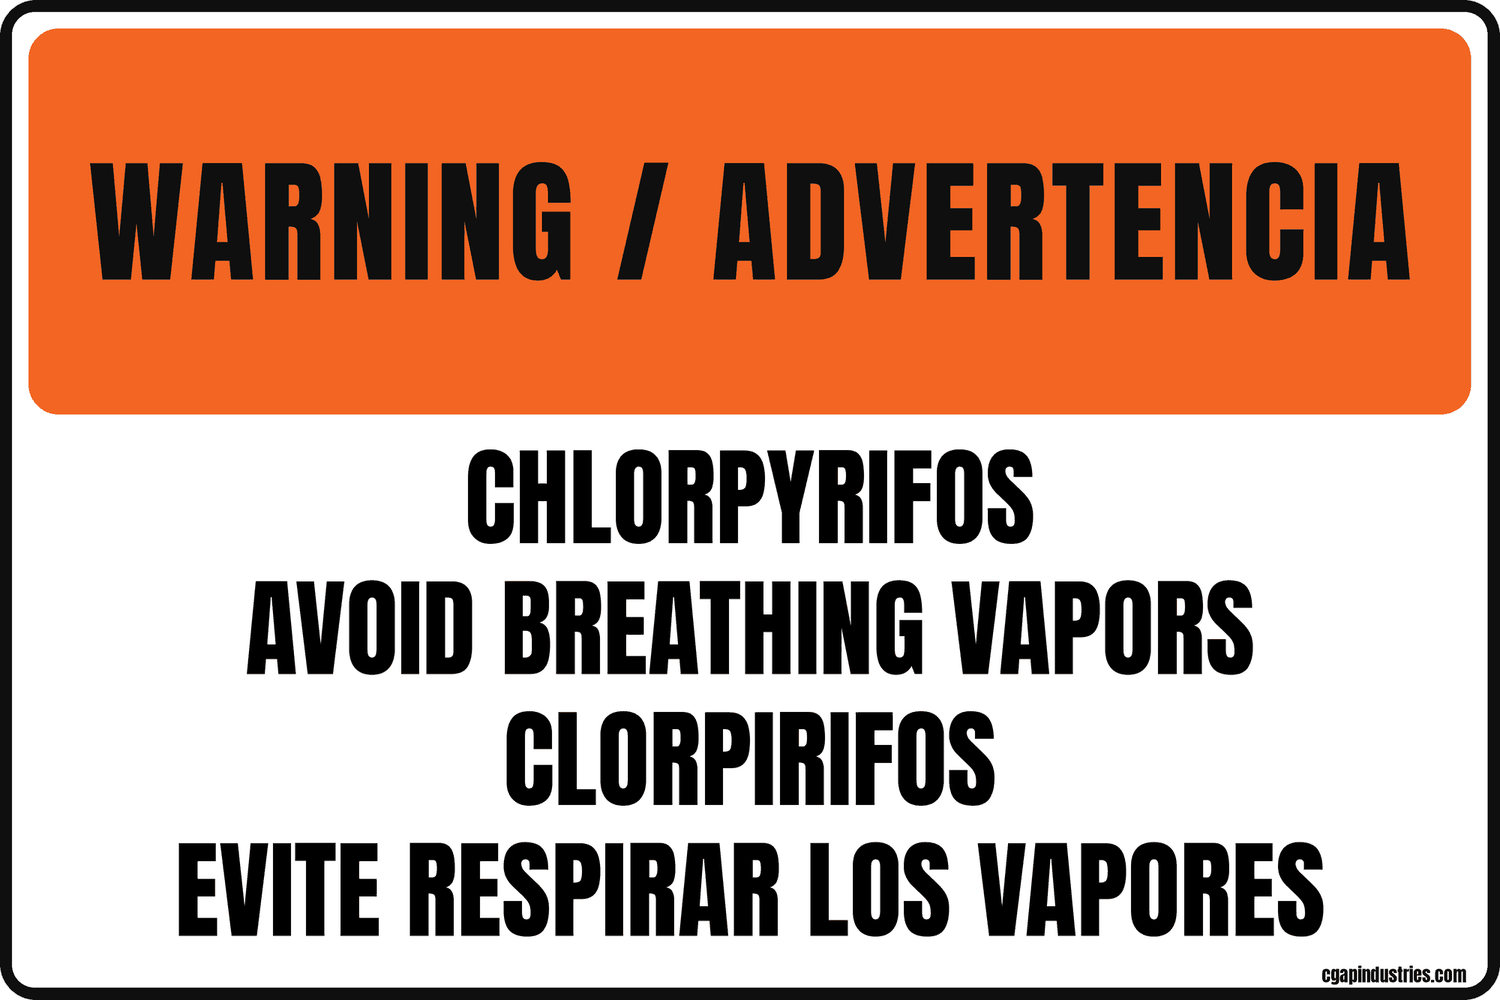 WARNING / ADVERTENCIA
CHLORPYRIFOS
AVOID BREATHING VAPORS
CLORPIRIFOS
EVITE RESPIRAR LOS VAPORES
cgapindustries.com